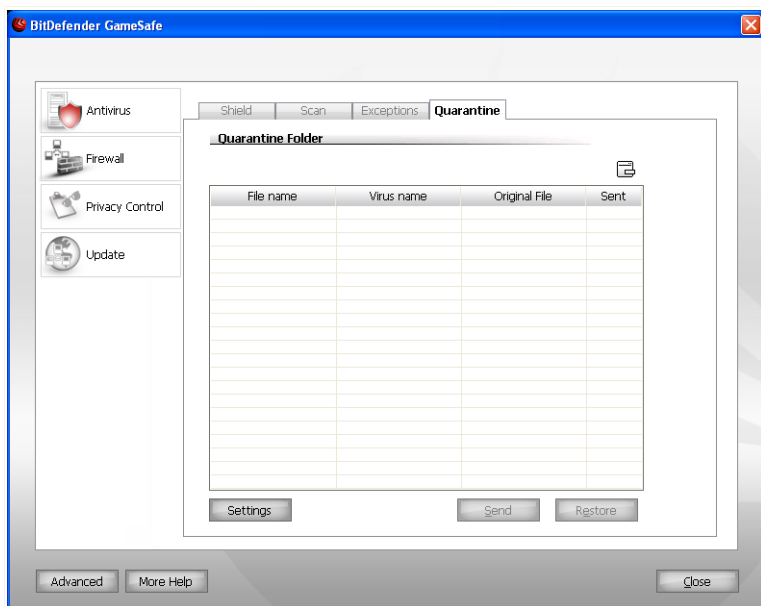 BitDefender GameSafe
Antivirus
Firewall
Privacy Control
Update
Shield Scan Exceptions Quarantine
Quarantine Folder
File name Virus name Original File Sent
Settings Send Restore
Advanced More Help Close